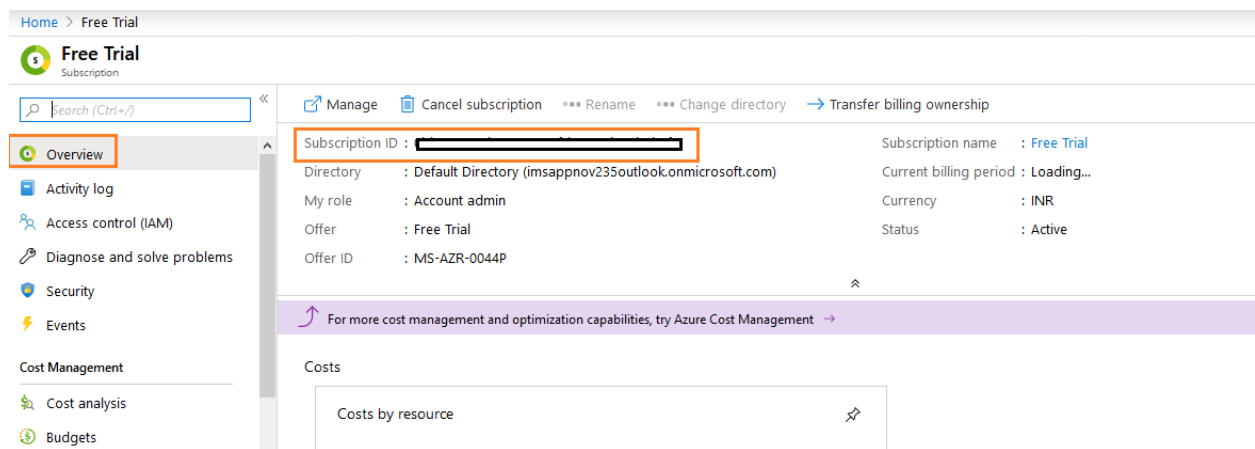 Home > Free Trial
Free Trial
Subscription
Search (Ctrl+/)
Overview
Activity log
Access control (IAM)
Diagnose and solve problems
Security
Events
Cost Management
Cost analysis
Budgets
Manage
Cancel subscription
Rename
Change directory
Transfer billing ownership
Subscription ID :
Directory : Default Directory (imsappnov235outlook.onmicrosoft.com)
My role : Account admin
Offer : Free Trial
Offer ID : MS-AZR-0044P
Subscription name : Free Trial
Current billing period : Loading...
Currency : INR
Status : Active
For more cost management and optimization capabilities, try Azure Cost Management →
Costs
Costs by resource